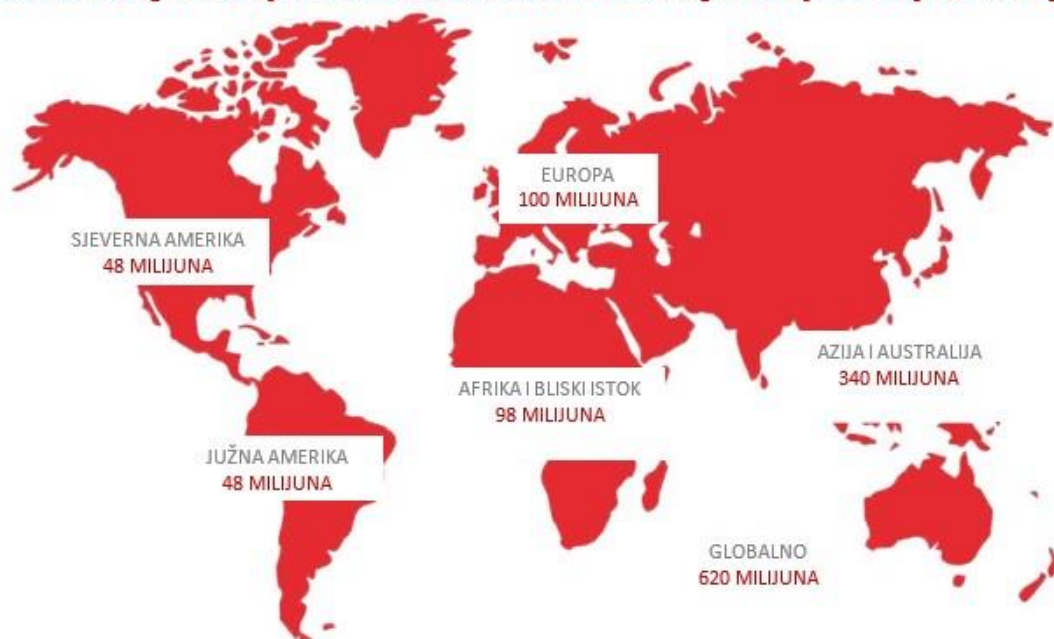 EUROPA
100 MILIJUNA
SJEVERNA AMERIKA
48 MILIJUNA
AZIJA I AUSTRALIJA
340 MILIJUNA
AFRIKA I BLISKI ISTOK
98 MILIJUNA
JUŽNA AMERIKA
48 MILIJUNA
GLOBALNO
620 MILIJUNA